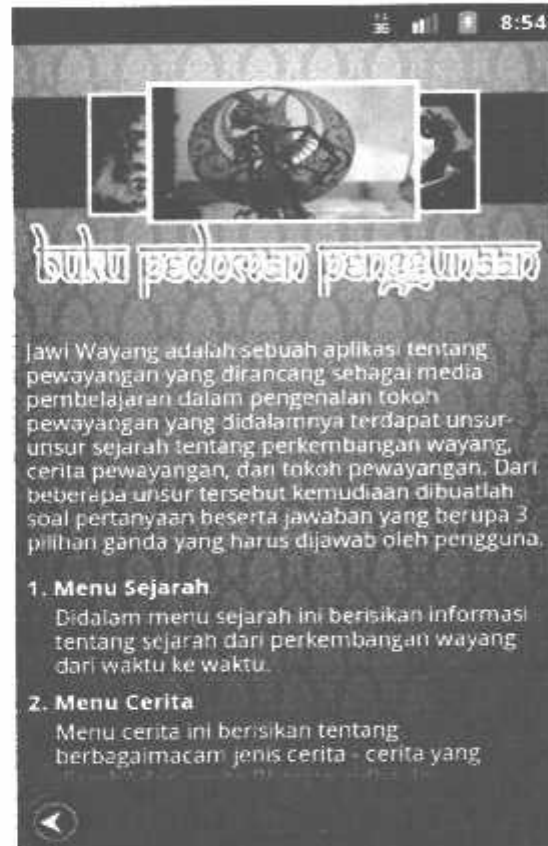 8:54
buku pedoman penggunaan
Jawi Wayang adalah sebuah aplikasi tentang
pewayangan yang dirancang sebagai media
pembelajaran dalam pengenalan tokoh
pewayangan yang didalamnya terdapat unsur-
unsur sejarah tentang perkembangan wayang,
cerita pewayangan, dan tokoh pewayangan. Dari
beberapa unsur tersebut kemudiaan dibuatlah
soal pertanyaan beserta jawaban yang berupa 3
pilihan ganda yang harus dijawab oleh pengguna.
1. Menu Sejarah
Didalam menu sejarah ini berisikan informasi
tentang sejarah dari perkembangan wayang
dari waktu ke waktu.
2. Menu Cerita
Menu cerita ini berisikan tentang
berbagaimacam jenis cerita - cerita yang